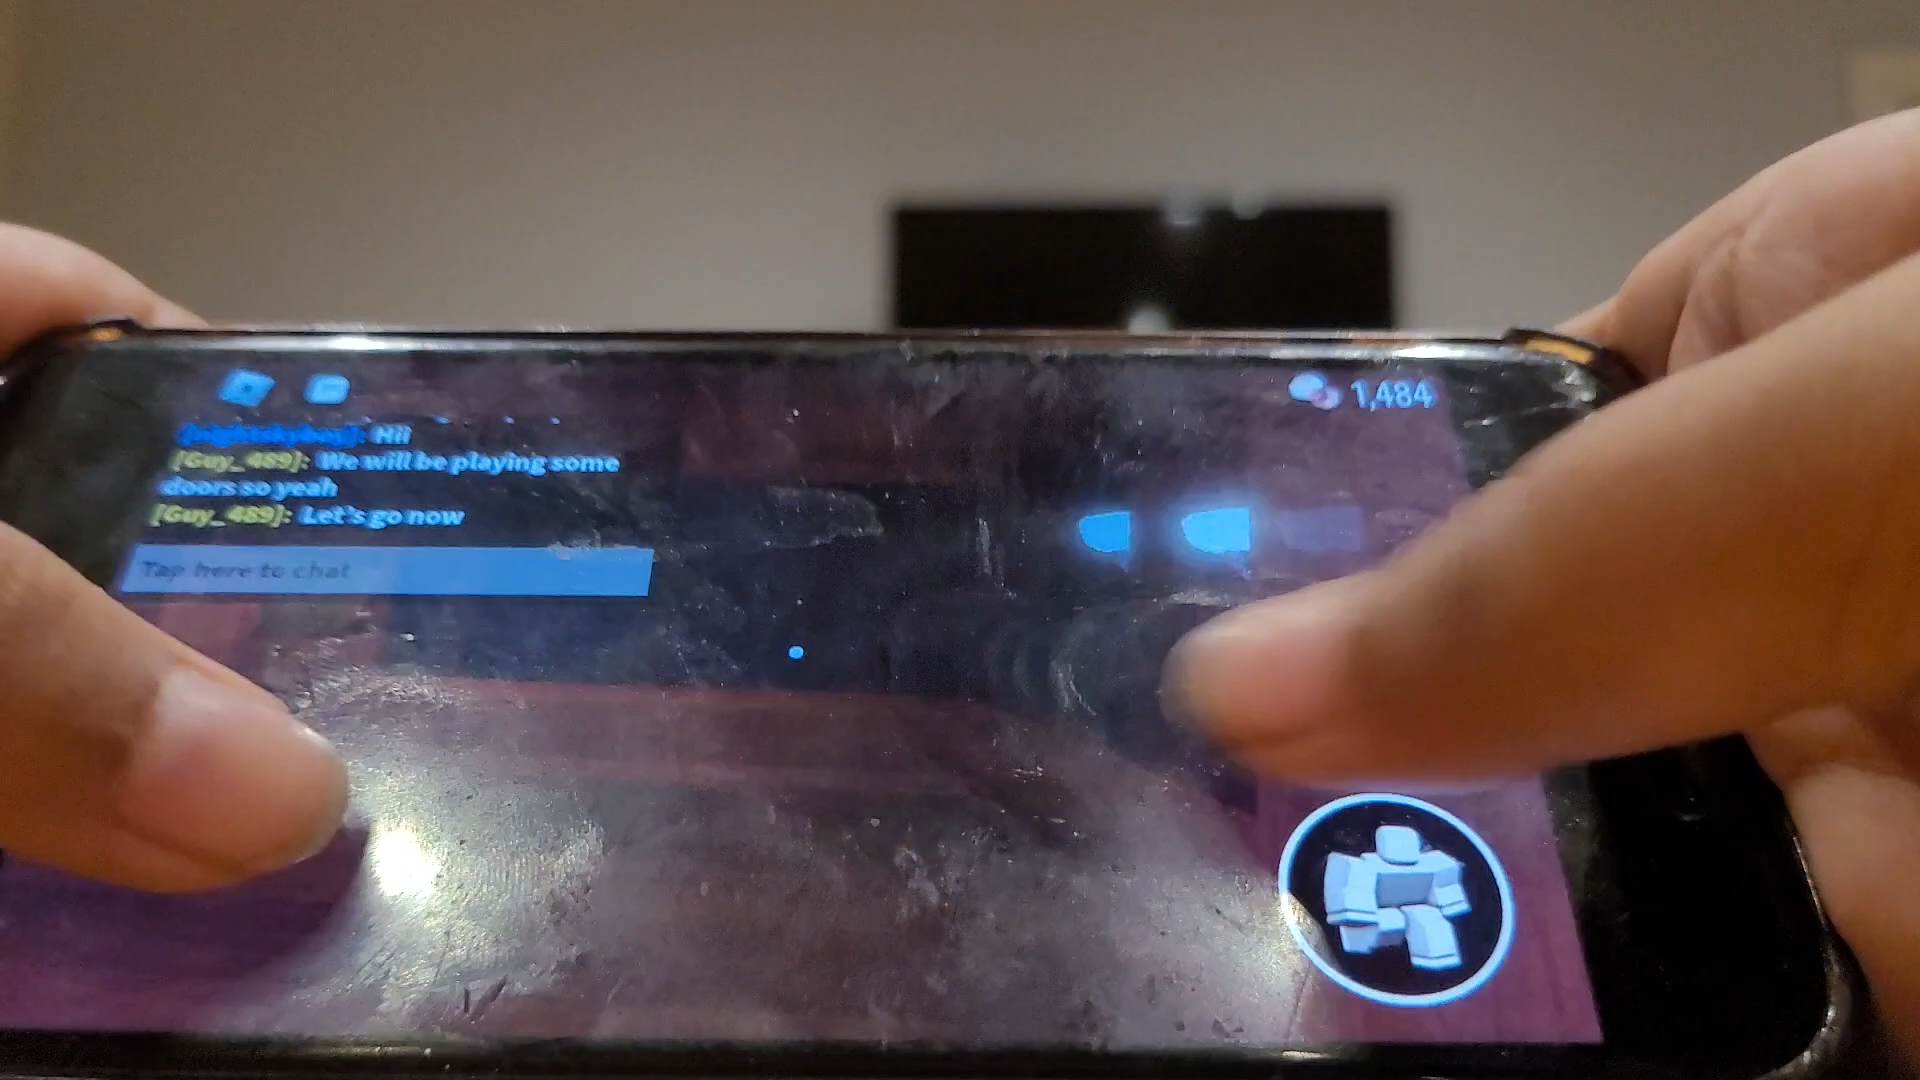 1,484
Hii
[Guy_489]: We will be playing some
doors so yeah
[Guy_489]: Let's go now
Tap here to chat